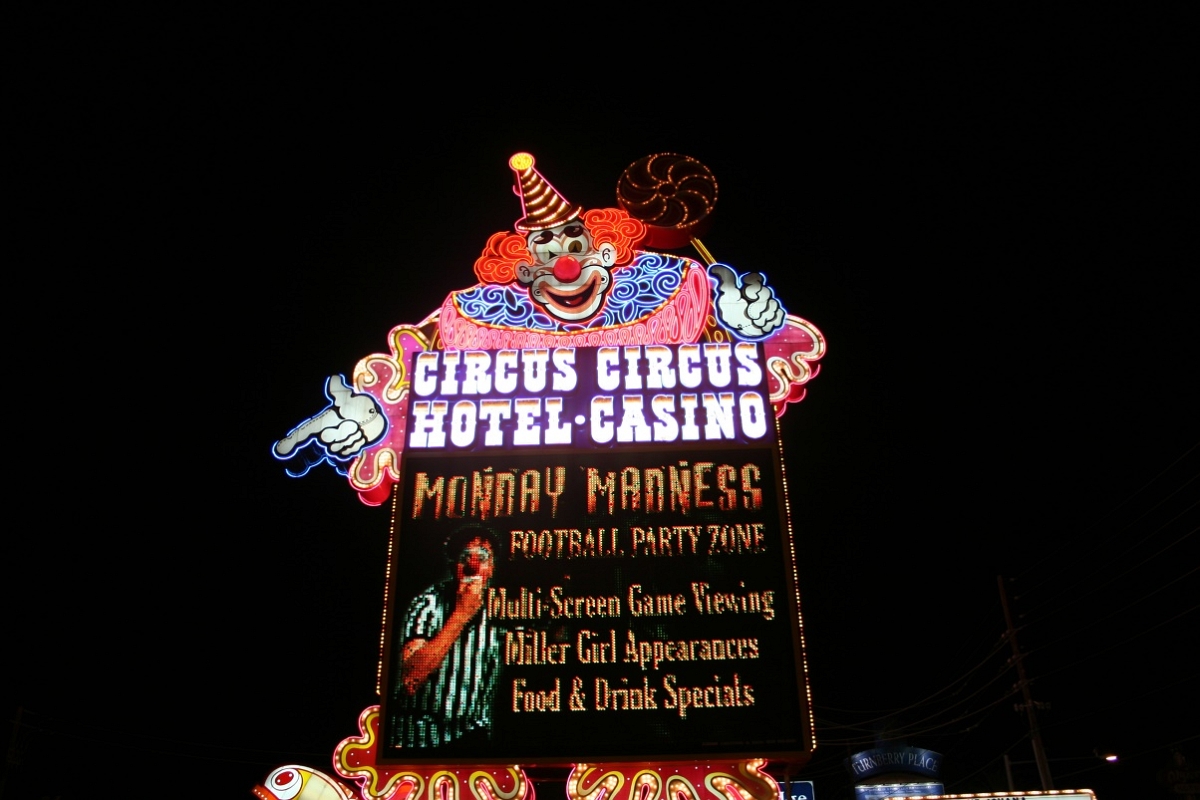 CIRCUS CIRCUS
HOTEL·CASINO
MONDAY MADNESS
FOOTBALL PARTY ZONE
Multi-Screen Game Viewing
Miller Girl Appearances
Food & Drink Specials
TURNBERRY PLACE